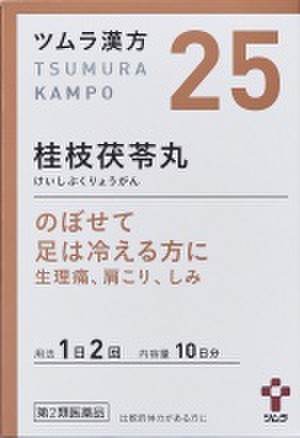 ツムラ漢方
TSUMURA
KAMPO
25
桂枝茯苓丸
けいしぶくりょうがん
のぼせて
足は冷える方に
生理痛、肩こり、しみ
用法 1日2回 内容量 10日分
第2類医薬品
比較的体力がある方に
ツムラ